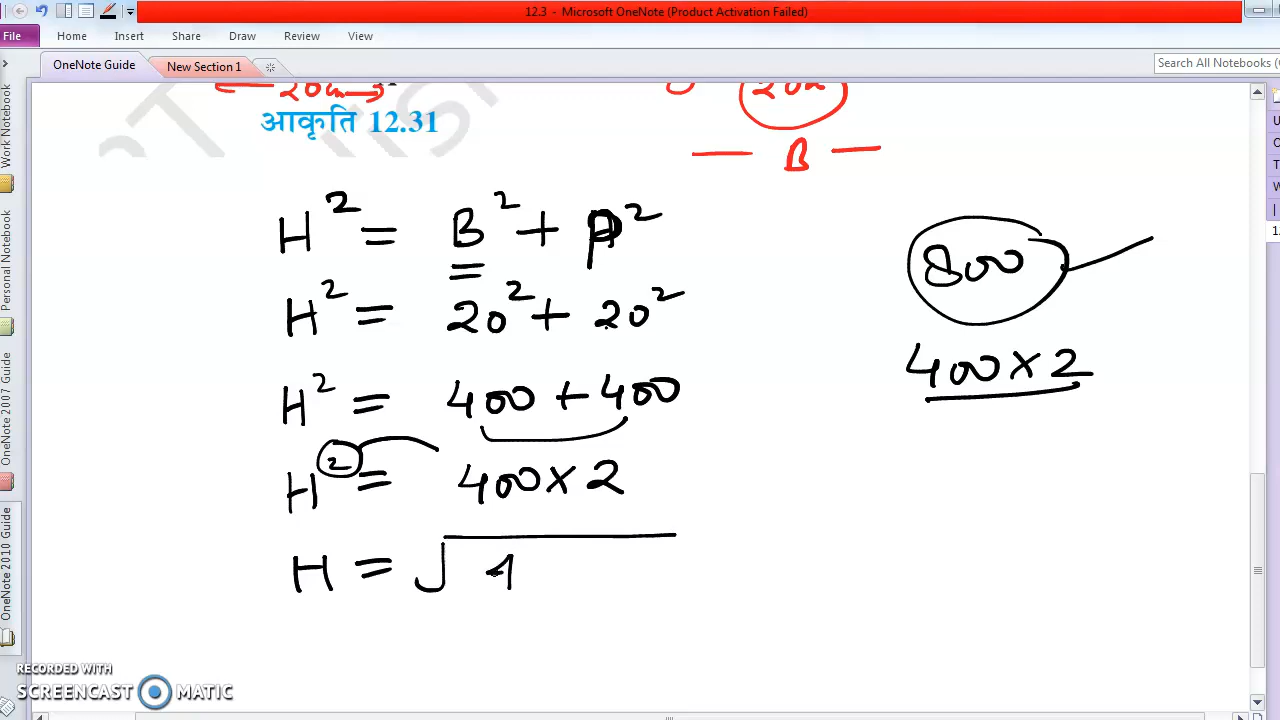 12.3 - Microsoft OneNote (Product Activation Failed)
File Home Insert Share Draw Review View
OneNote Guide New Section 1
Search All Notebooks (
20cm
आकृति 12.31
B
H² = B² + P²
H² = 20² + 20²
H² = 400 + 400
H² = 400 × 2
H = √4
800
400 × 2
Work Notebook
Personal Notebook
OneNote 2007 Guide
OneNote 2010 Guide
RECORDED WITH
SCREENCAST MATIC